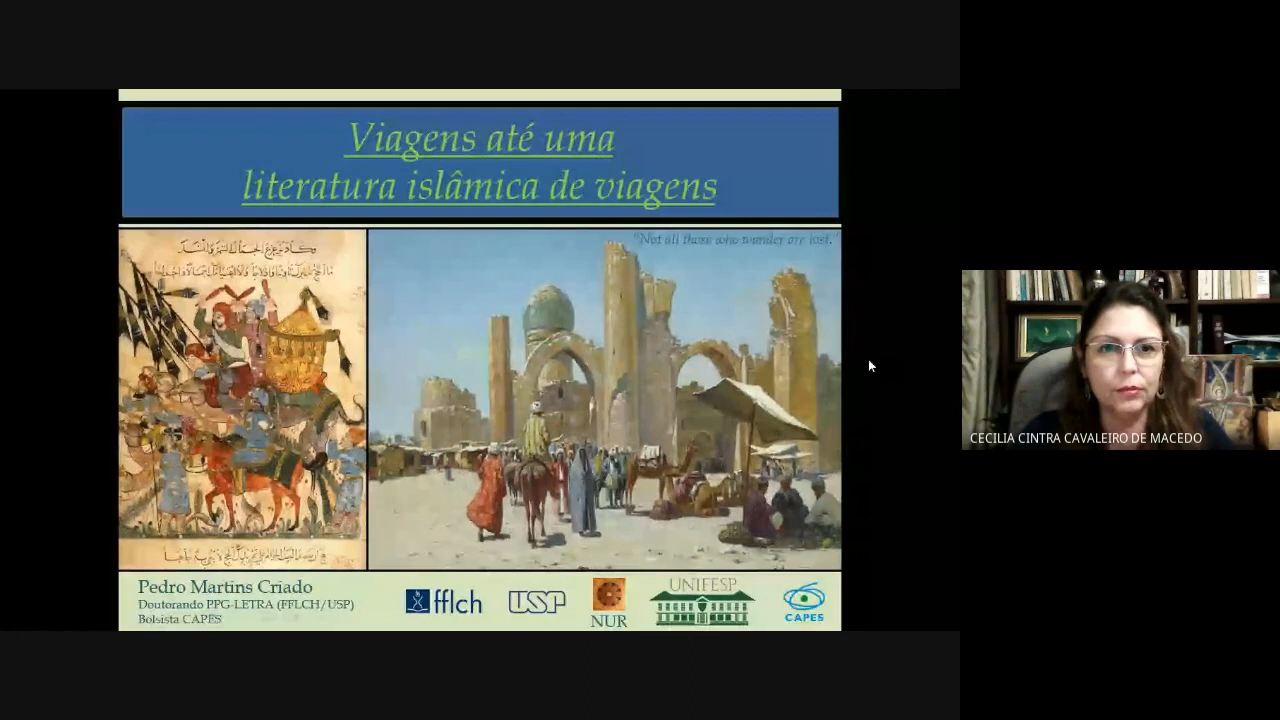 Viagens até uma
literatura islâmica de viagens
"Not all those who wander are lost."
Pedro Martins Criado
Doutorando PPG-LETRA (FFLCH/USP)
Bolsista CAPES
fflch
USP
NUR
UNIFESP
CAPES
CECILIA CINTRA CAVALEIRO DE MACEDO